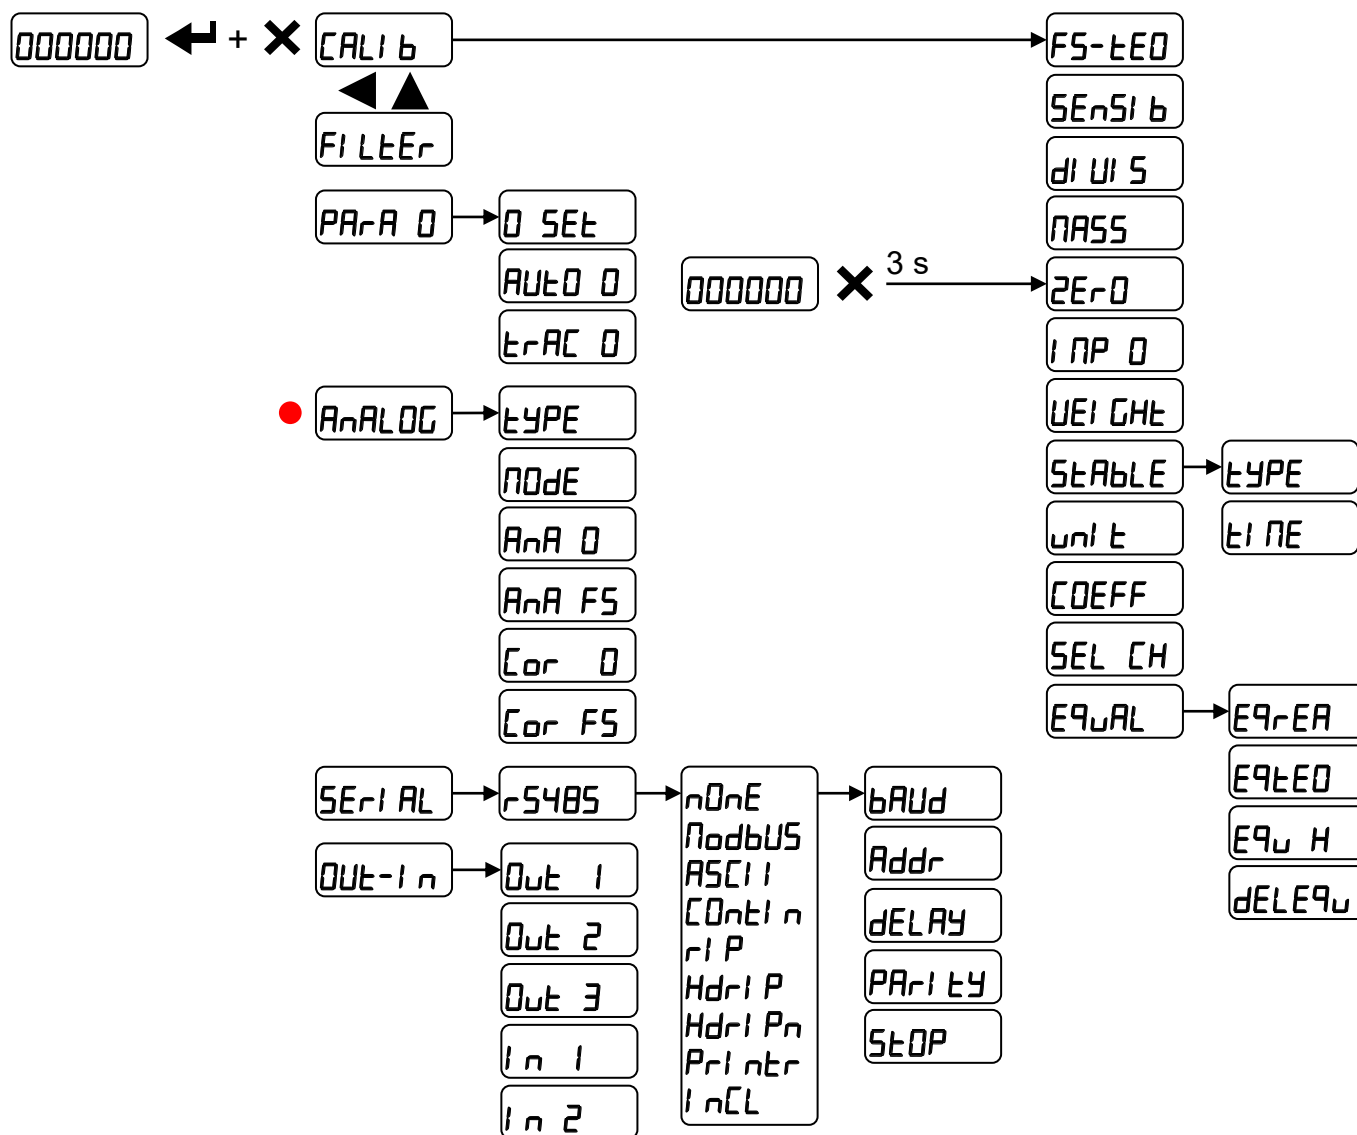 000000 + CALIb FS-tEO
SEnSIb
FILtEr
dIVIS
PArA 0 0 SEt MASS
AUtO 0 000000 3 s ZErO
trAC 0 IMP 0
AnALOG tYPE WEIGHt
MOdE StAbLE tYPE
AnA 0 unIt tIME
AnA FS COEFF
Cor 0 SEL CH
Cor FS EquAL EqrEA
EqtEO
SErIAL rS485 nOnE bAUd
ModbUS Equ H
OUt-In Out 1 ASCII Addr
COntIn dELEqu
Out 2 rIP dELAY
Out 3 HdrIP PArItY
HdrIPn
In 1 PrIntr StOP
In 2 InCL